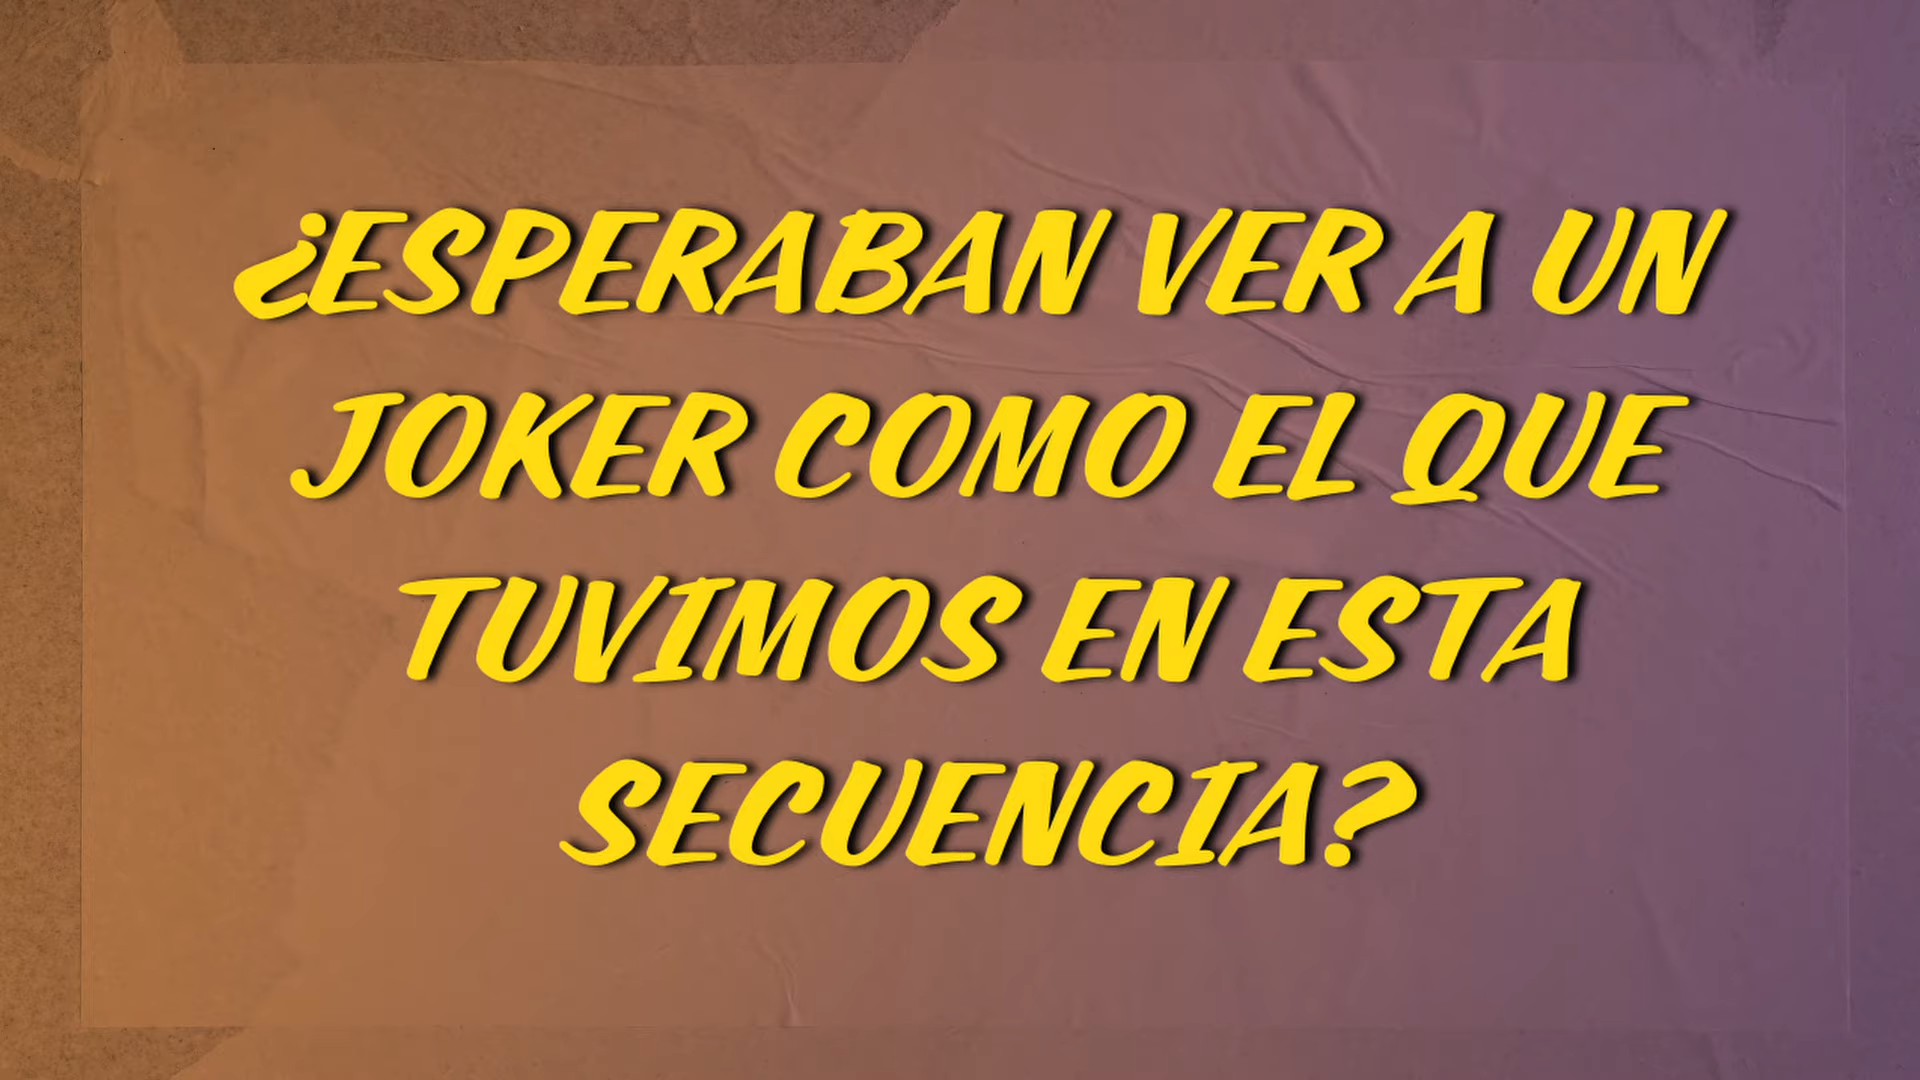 ¿ESPERABAN VER A UN
JOKER COMO EL QUE
TUVIMOS EN ESTA
SECUENCIA?